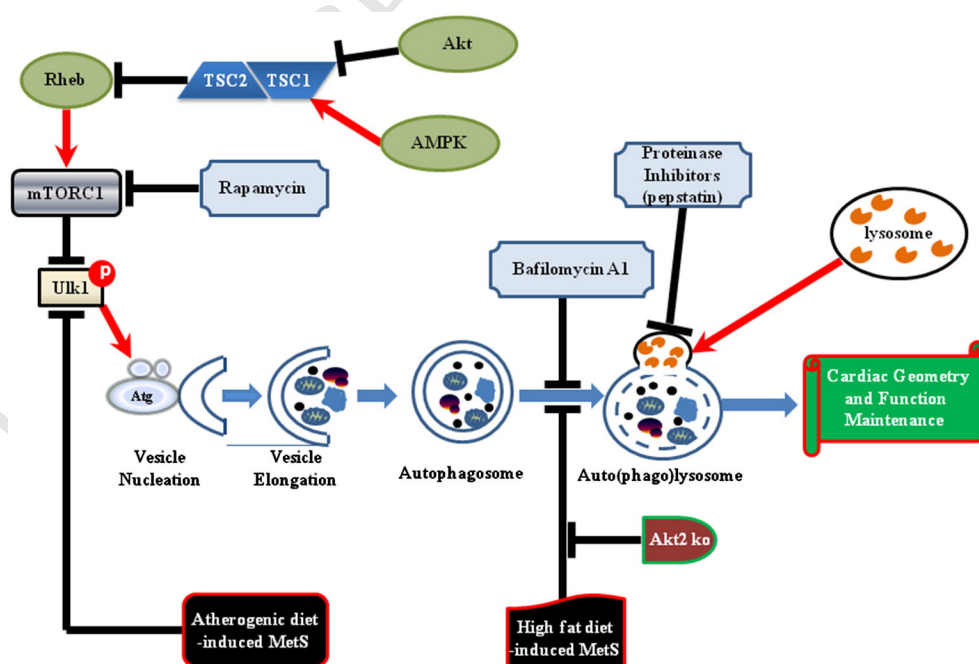 Akt
Rheb
TSC2
TSC1
AMPK
Proteinase
Inhibitors
(pepstatin)
mTORC1
Rapamycin
lysosome
Bafilomycin A1
P
Ulk1
Atg
Cardiac Geometry
and Function
Maintenance
Vesicle
Nucleation
Vesicle
Elongation
Autophagosome
Auto(phago)lysosome
Akt2 ko
Atherogenic diet
-induced MetS
High fat diet
-induced MetS